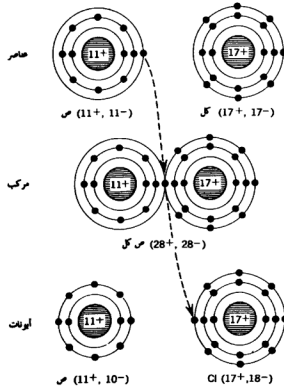 11+ 17+
عناصر
ص (11+, 11−) كل (17+, 17−)
11+ 17+
مركب
ص كل (28+, 28−)
11+ 17+
أيونات
ص (11+, 10−) Cl (17+,18−)